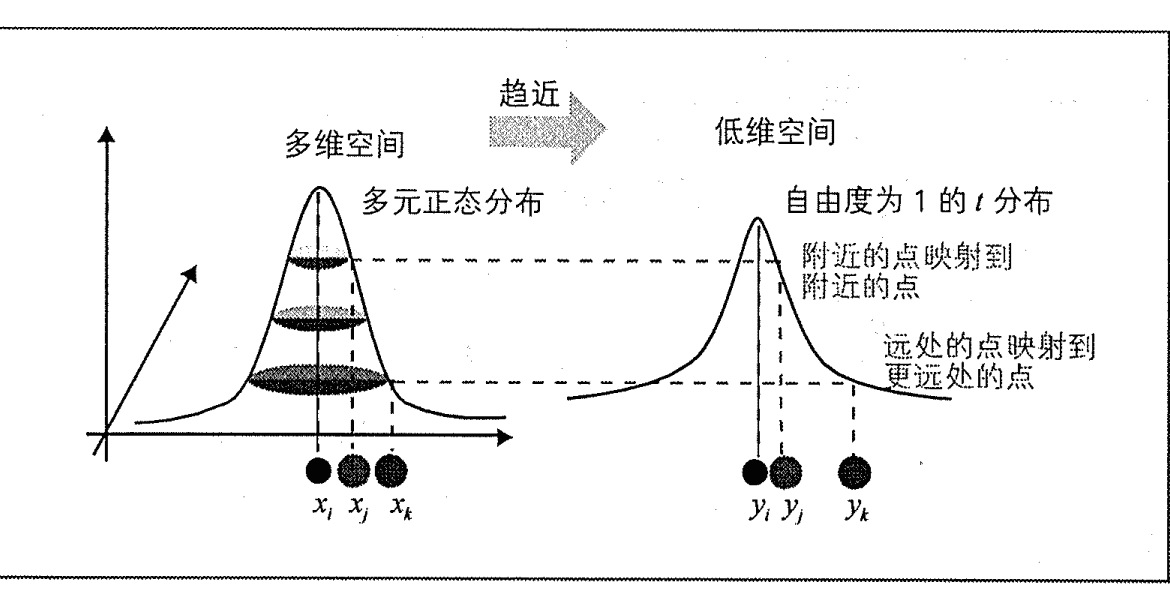 趋近
多维空间
低维空间
多元正态分布
自由度为 1 的 t 分布
附近的点映射到
附近的点
远处的点映射到
更远处的点
xi xj xk
yi yj yk